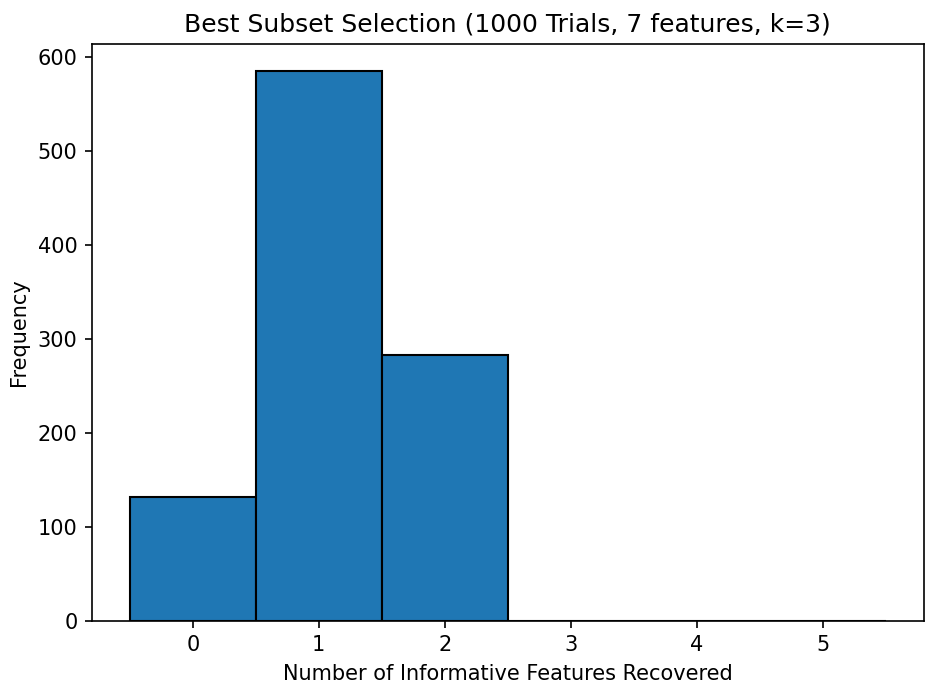 Best Subset Selection (1000 Trials, 7 features, k=3)
600
500
400
300
200
100
0
Frequency
0 1 2 3 4 5
Number of Informative Features Recovered